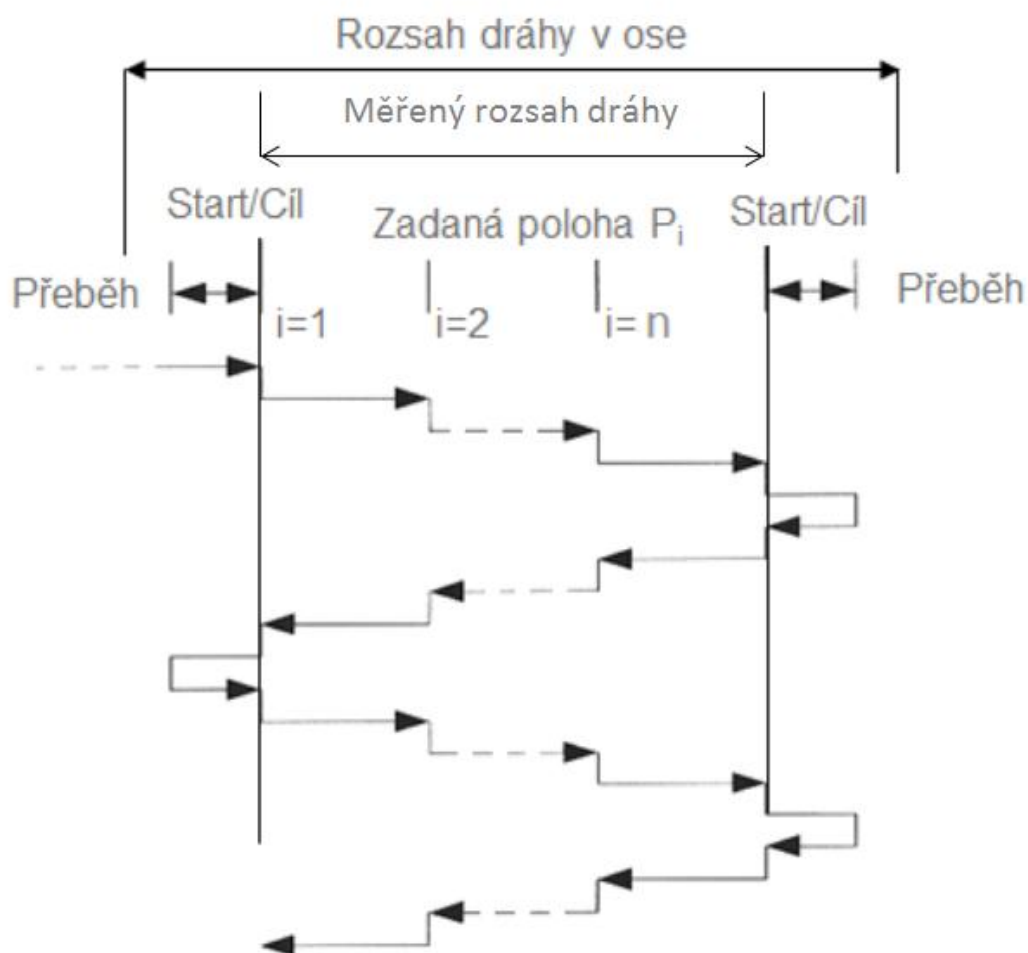 Rozsah dráhy v ose
Měřený rozsah dráhy
Start/Cíl
Zadaná poloha Pi
Start/Cíl
Přeběh
Přeběh
i=1
i=2
i= n